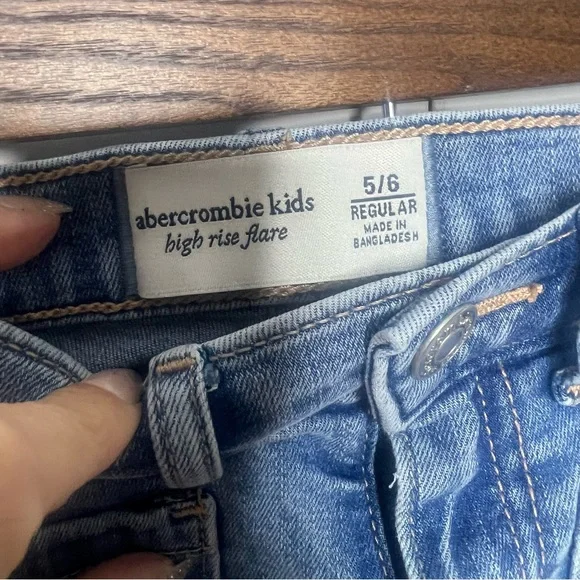 abercrombie kids
high rise flare
5/6
REGULAR
MADE IN
BANGLADESH